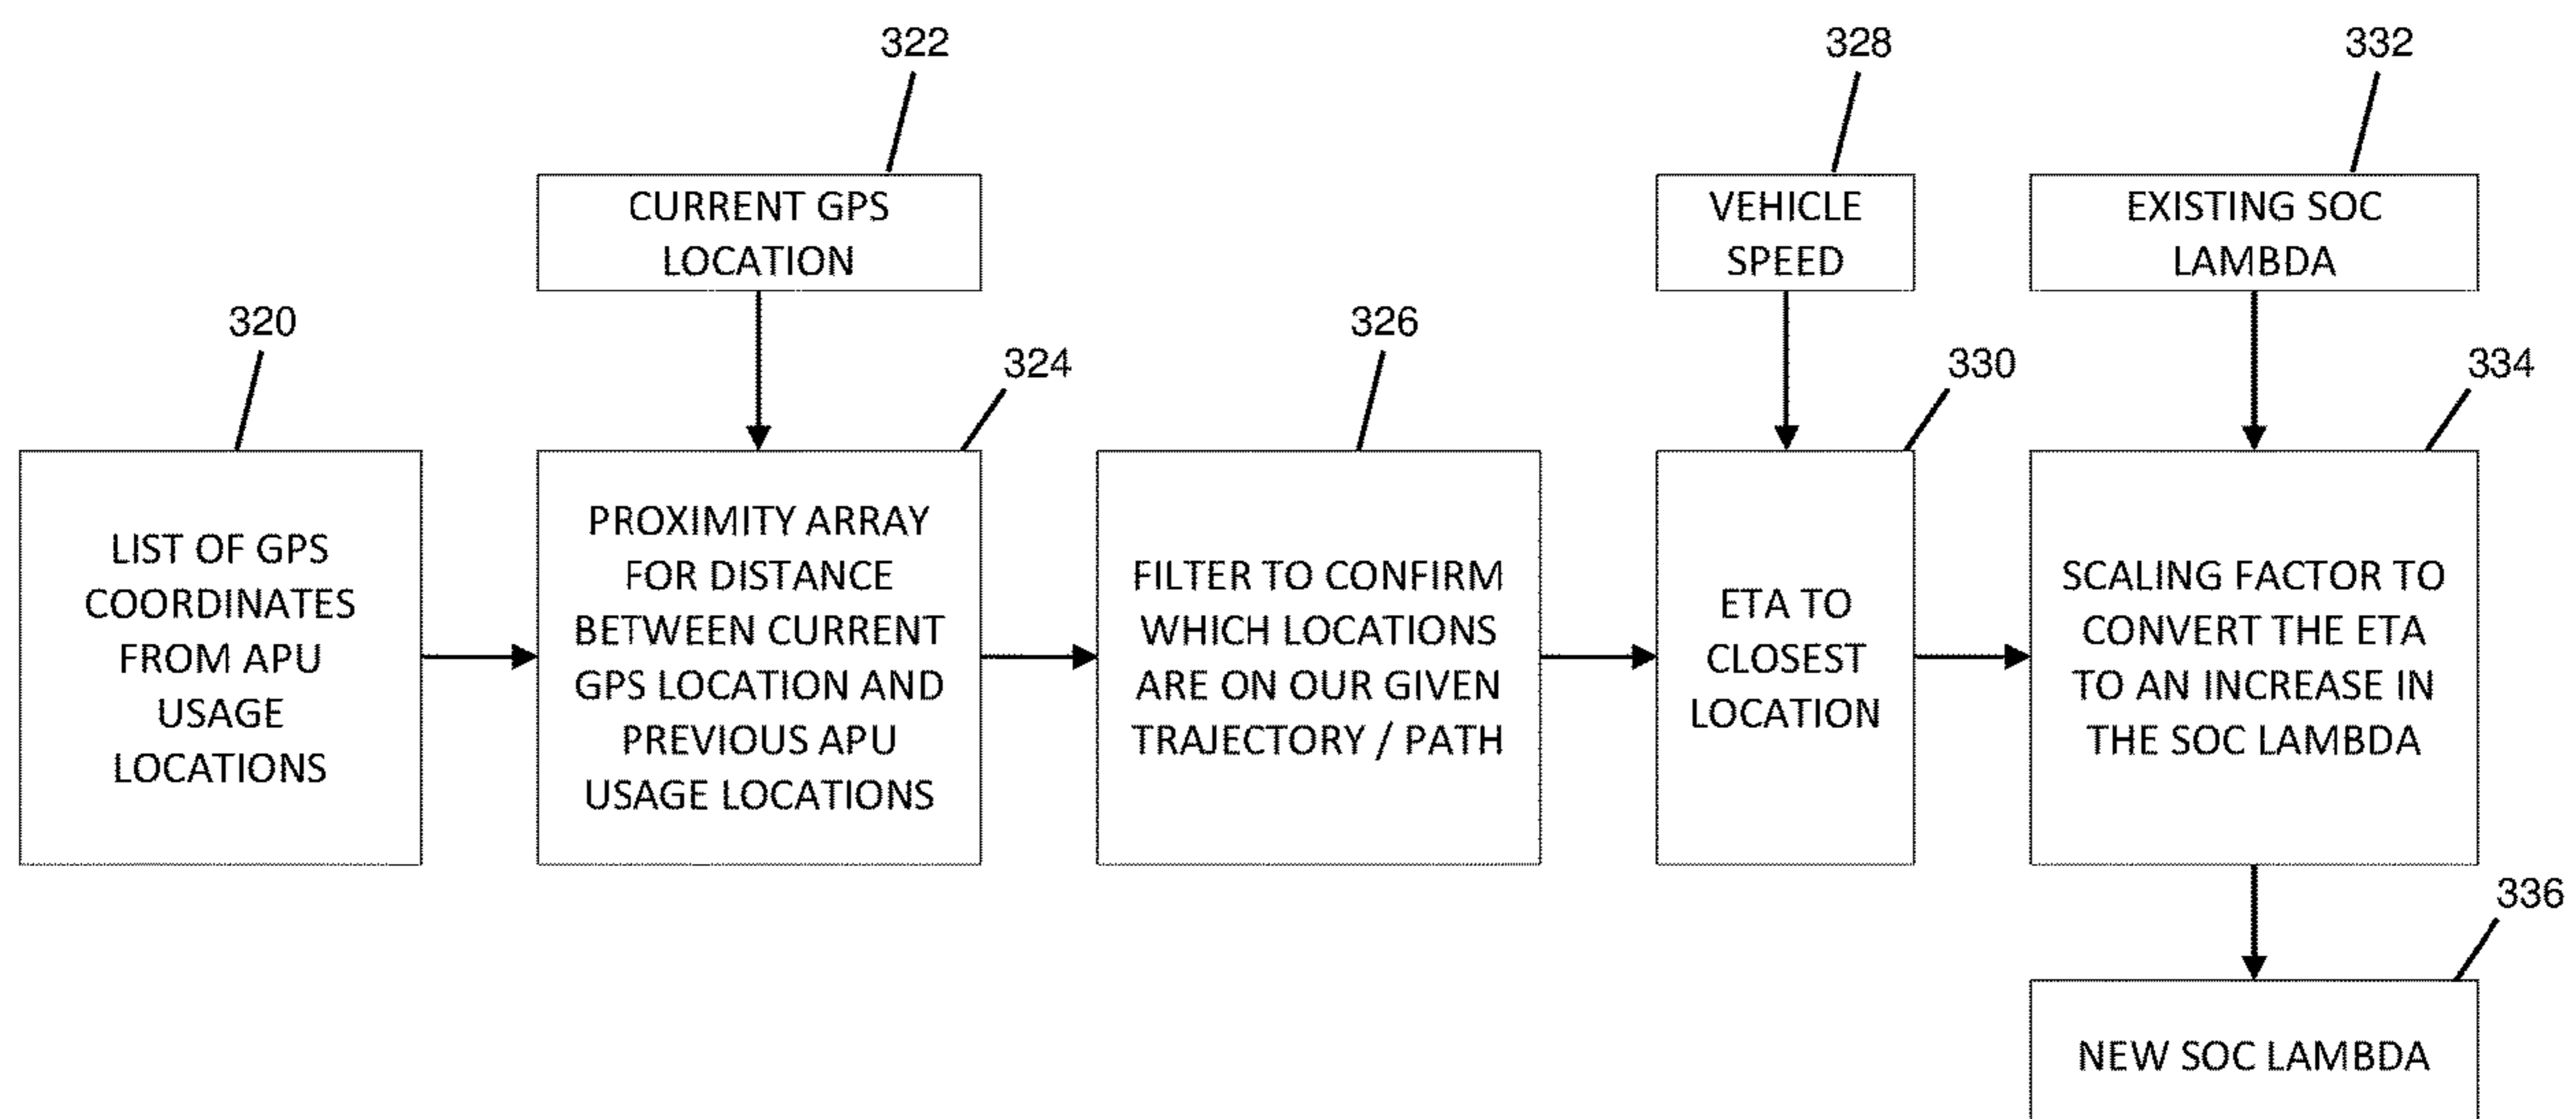 322
328
332
CURRENT GPS
LOCATION
VEHICLE
SPEED
EXISTING SOC
LAMBDA
320
324
326
330
334
LIST OF GPS
COORDINATES
FROM APU
USAGE
LOCATIONS
PROXIMITY ARRAY
FOR DISTANCE
BETWEEN CURRENT
GPS LOCATION AND
PREVIOUS APU
USAGE LOCATIONS
FILTER TO CONFIRM
WHICH LOCATIONS
ARE ON OUR GIVEN
TRAJECTORY / PATH
ETA TO
CLOSEST
LOCATION
SCALING FACTOR TO
CONVERT THE ETA
TO AN INCREASE IN
THE SOC LAMBDA
336
NEW SOC LAMBDA